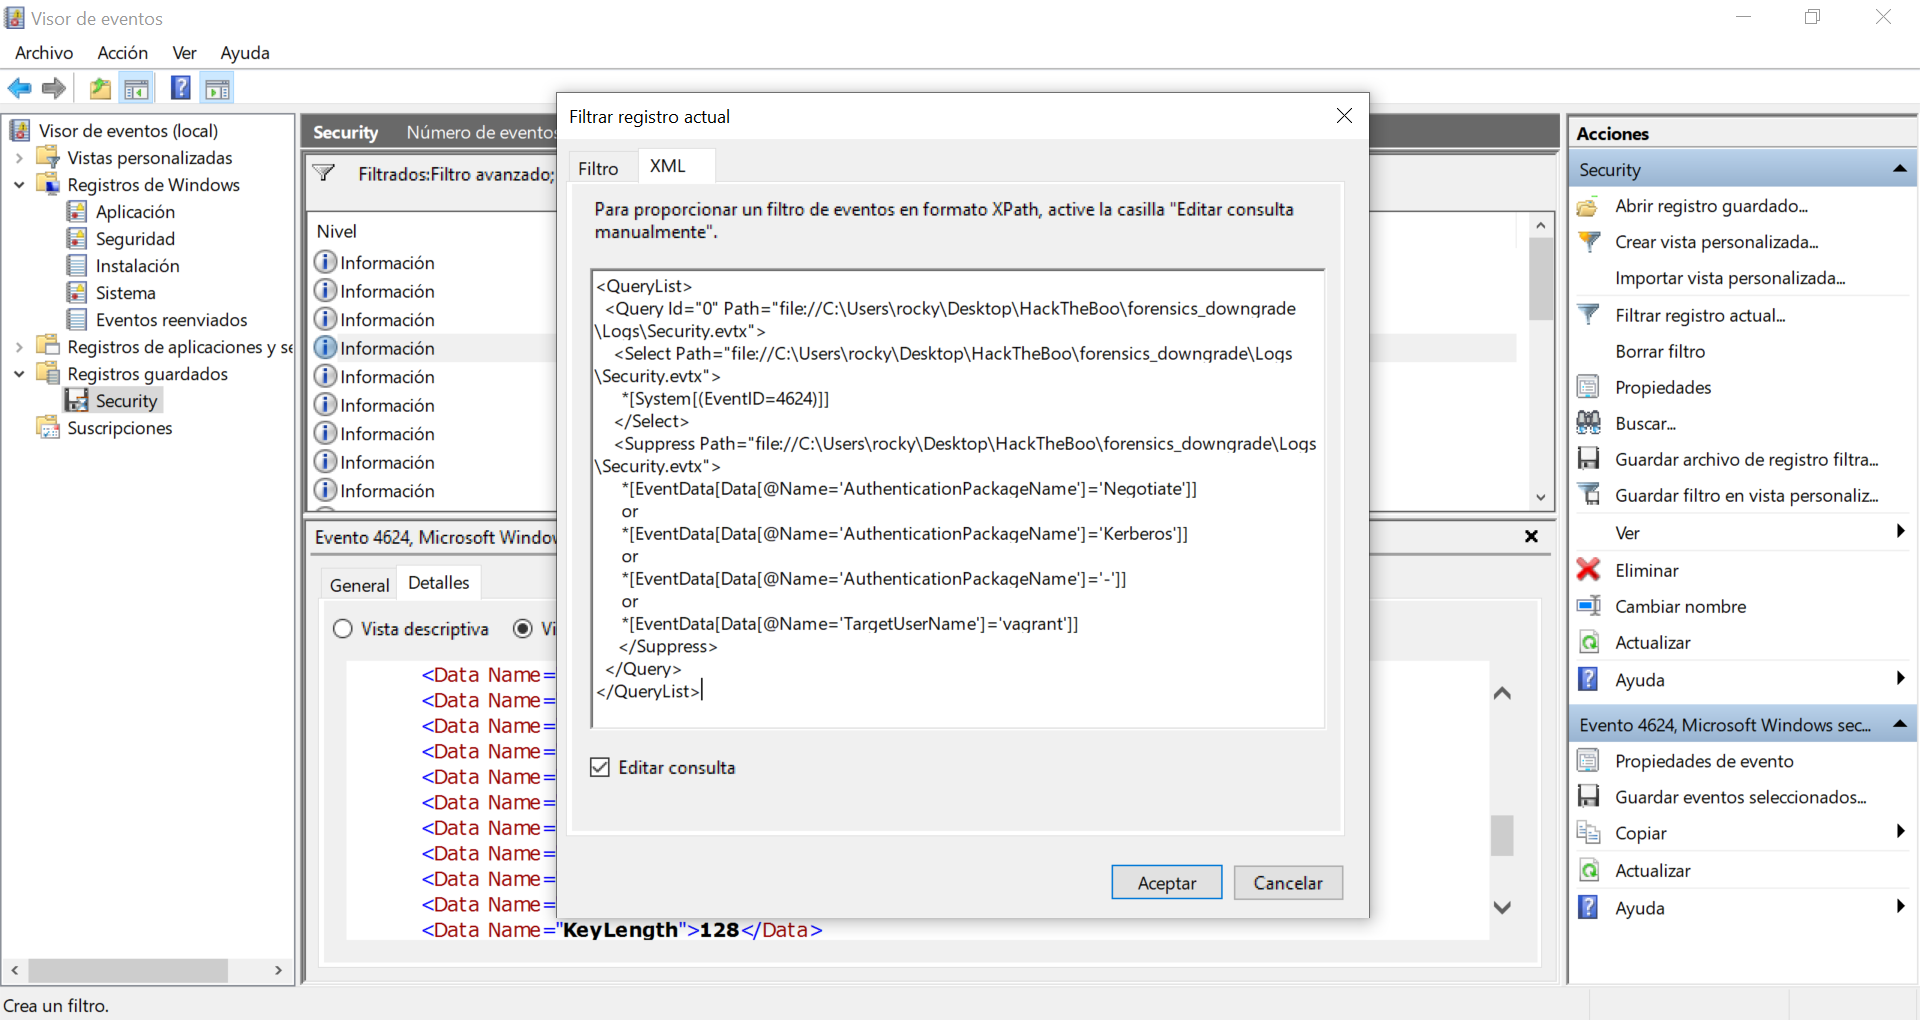 Visor de eventos
Archivo Acción Ver Ayuda
Visor de eventos (local)
Vistas personalizadas
Registros de Windows
Aplicación
Seguridad
Instalación
Sistema
Eventos reenviados
Registros de aplicaciones y se
Registros guardados
Security
Suscripciones
Security Número de eventos
Filtrados:Filtro avanzado;
Nivel
Información
Información
Información
Información
Información
Información
Información
Información
Información
Evento 4624, Microsoft Window
General Detalles
Vista descriptiva Vi
<Data Name=
<Data Name=
<Data Name=
<Data Name=
<Data Name=
<Data Name=
<Data Name=
<Data Name=
<Data Name=
<Data Name=
<Data Name="KeyLength">128</Data>
Filtrar registro actual
Filtro XML
Para proporcionar un filtro de eventos en formato XPath, active la casilla "Editar consulta
manualmente".
<QueryList>
<Query Id="0" Path="file://C:\Users\rocky\Desktop\HackTheBoo\forensics_downgrade
\Logs\Security.evtx">
<Select Path="file://C:\Users\rocky\Desktop\HackTheBoo\forensics_downgrade\Logs
\Security.evtx">
*[System[(EventID=4624)]]
</Select>
<Suppress Path="file://C:\Users\rocky\Desktop\HackTheBoo\forensics_downgrade\Logs
\Security.evtx">
*[EventData[Data[@Name='AuthenticationPackageName']='Negotiate']]
or
*[EventData[Data[@Name='AuthenticationPackageName']='Kerberos']]
or
*[EventData[Data[@Name='AuthenticationPackageName']='-']]
or
*[EventData[Data[@Name='TargetUserName']='vagrant']]
</Suppress>
</Query>
</QueryList>
Editar consulta
Aceptar Cancelar
Acciones
Security
Abrir registro guardado...
Crear vista personalizada...
Importar vista personalizada...
Filtrar registro actual...
Borrar filtro
Propiedades
Buscar...
Guardar archivo de registro filtra...
Guardar filtro en vista personaliz...
Ver
Eliminar
Cambiar nombre
Actualizar
Ayuda
Evento 4624, Microsoft Windows sec...
Propiedades de evento
Guardar eventos seleccionados...
Copiar
Actualizar
Ayuda
Crea un filtro.